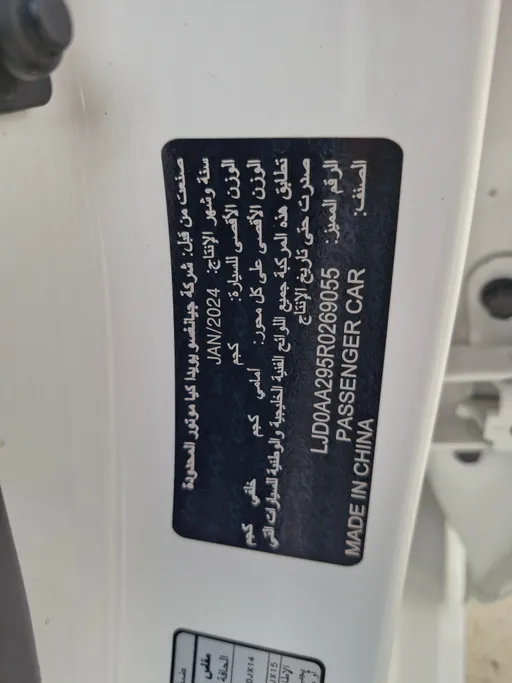 صنعت من قبل: شركة جيانغسو يويدا كيا موتور المحدودة
سنة وشهر الإنتاج: JAN/2024
الوزن الأقصى للسيارة: كجم
الوزن الأقصى على كل محور: أمامي كجم خلفي كجم
تطابق هذه المركبة جميع اللوائح الفنية الخليجية والوطنية للسيارات التي
صدرت حتى تاريخ الإنتاج
الرقم المميز: LJD0AA295R0269055
الصنف: PASSENGER CAR
MADE IN CHINA